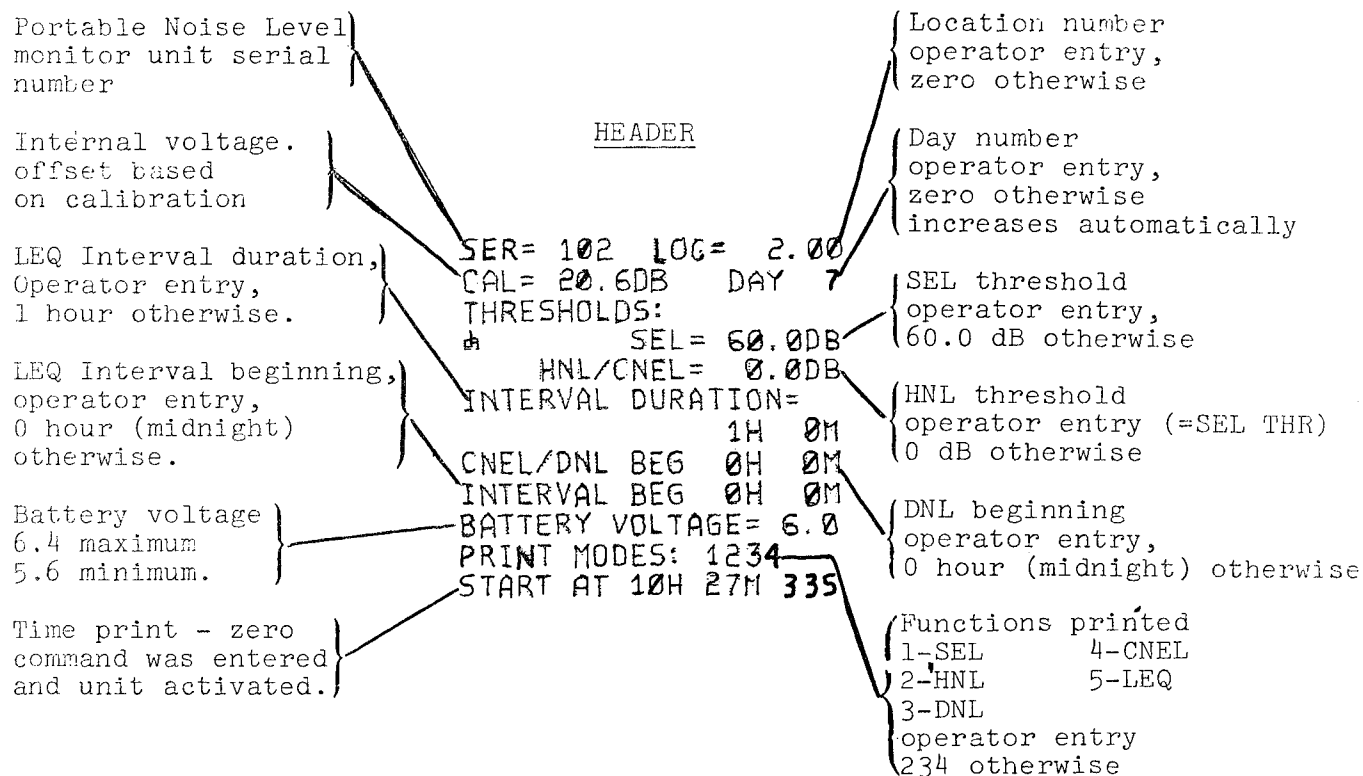 Portable Noise Level
monitor unit serial
number
Internal voltage.
offset based
on calibration
LEQ Interval duration,
Operator entry,
1 hour otherwise.
LEQ Interval beginning,
operator entry,
0 hour (midnight)
otherwise.
Battery voltage
6.4 maximum
5.6 minimum.
Time print - zero
command was entered
and unit activated.
HEADER
SER= 102 LOC= 2.00
CAL= 20.6DB DAY 7
THRESHOLDS:
SEL= 60.0DB
HNL/CNEL= 0.0DB
INTERVAL DURATION=
1H 0M
CNEL/DNL BEG 0H 0M
INTERVAL BEG 0H 0M
BATTERY VOLTAGE= 6.0
PRINT MODES: 1234
START AT 10H 27M 33S
Location number
operator entry,
zero otherwise
Day number
operator entry,
zero otherwise
increases automatically
SEL threshold
operator entry,
60.0 dB otherwise
HNL threshold
operator entry (=SEL THR)
0 dB otherwise
DNL beginning
operator entry,
0 hour (midnight) otherwise
Functions printed
1-SEL 4-CNEL
2-HNL 5-LEQ
3-DNL
operator entry
234 otherwise